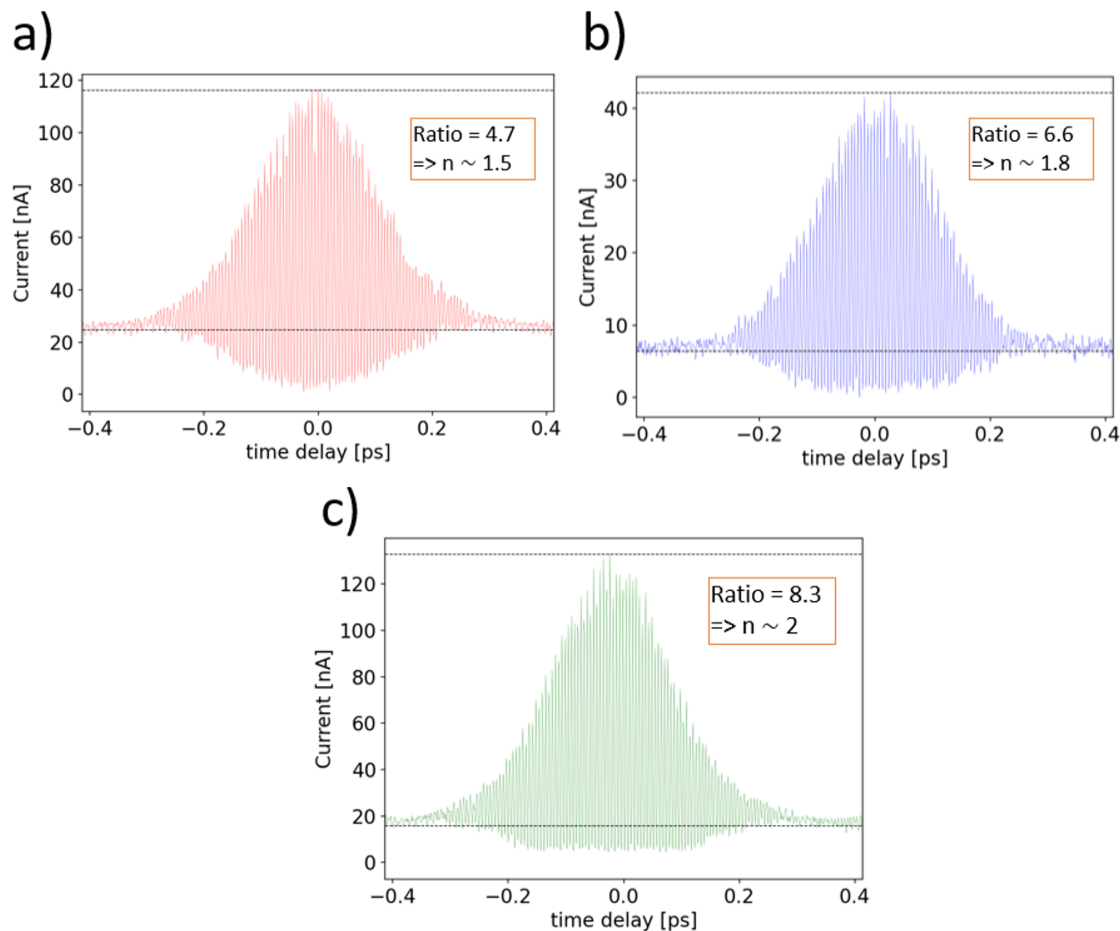 a)
120
100
80
60
40
20
0
Current [nA]
Ratio = 4.7
=> n ∼ 1.5
−0.4 −0.2 0.0 0.2 0.4
time delay [ps]
b)
40
30
20
10
0
Current [nA]
Ratio = 6.6
=> n ∼ 1.8
−0.4 −0.2 0.0 0.2 0.4
time delay [ps]
c)
120
100
80
60
40
20
0
Current [nA]
Ratio = 8.3
=> n ∼ 2
−0.4 −0.2 0.0 0.2 0.4
time delay [ps]